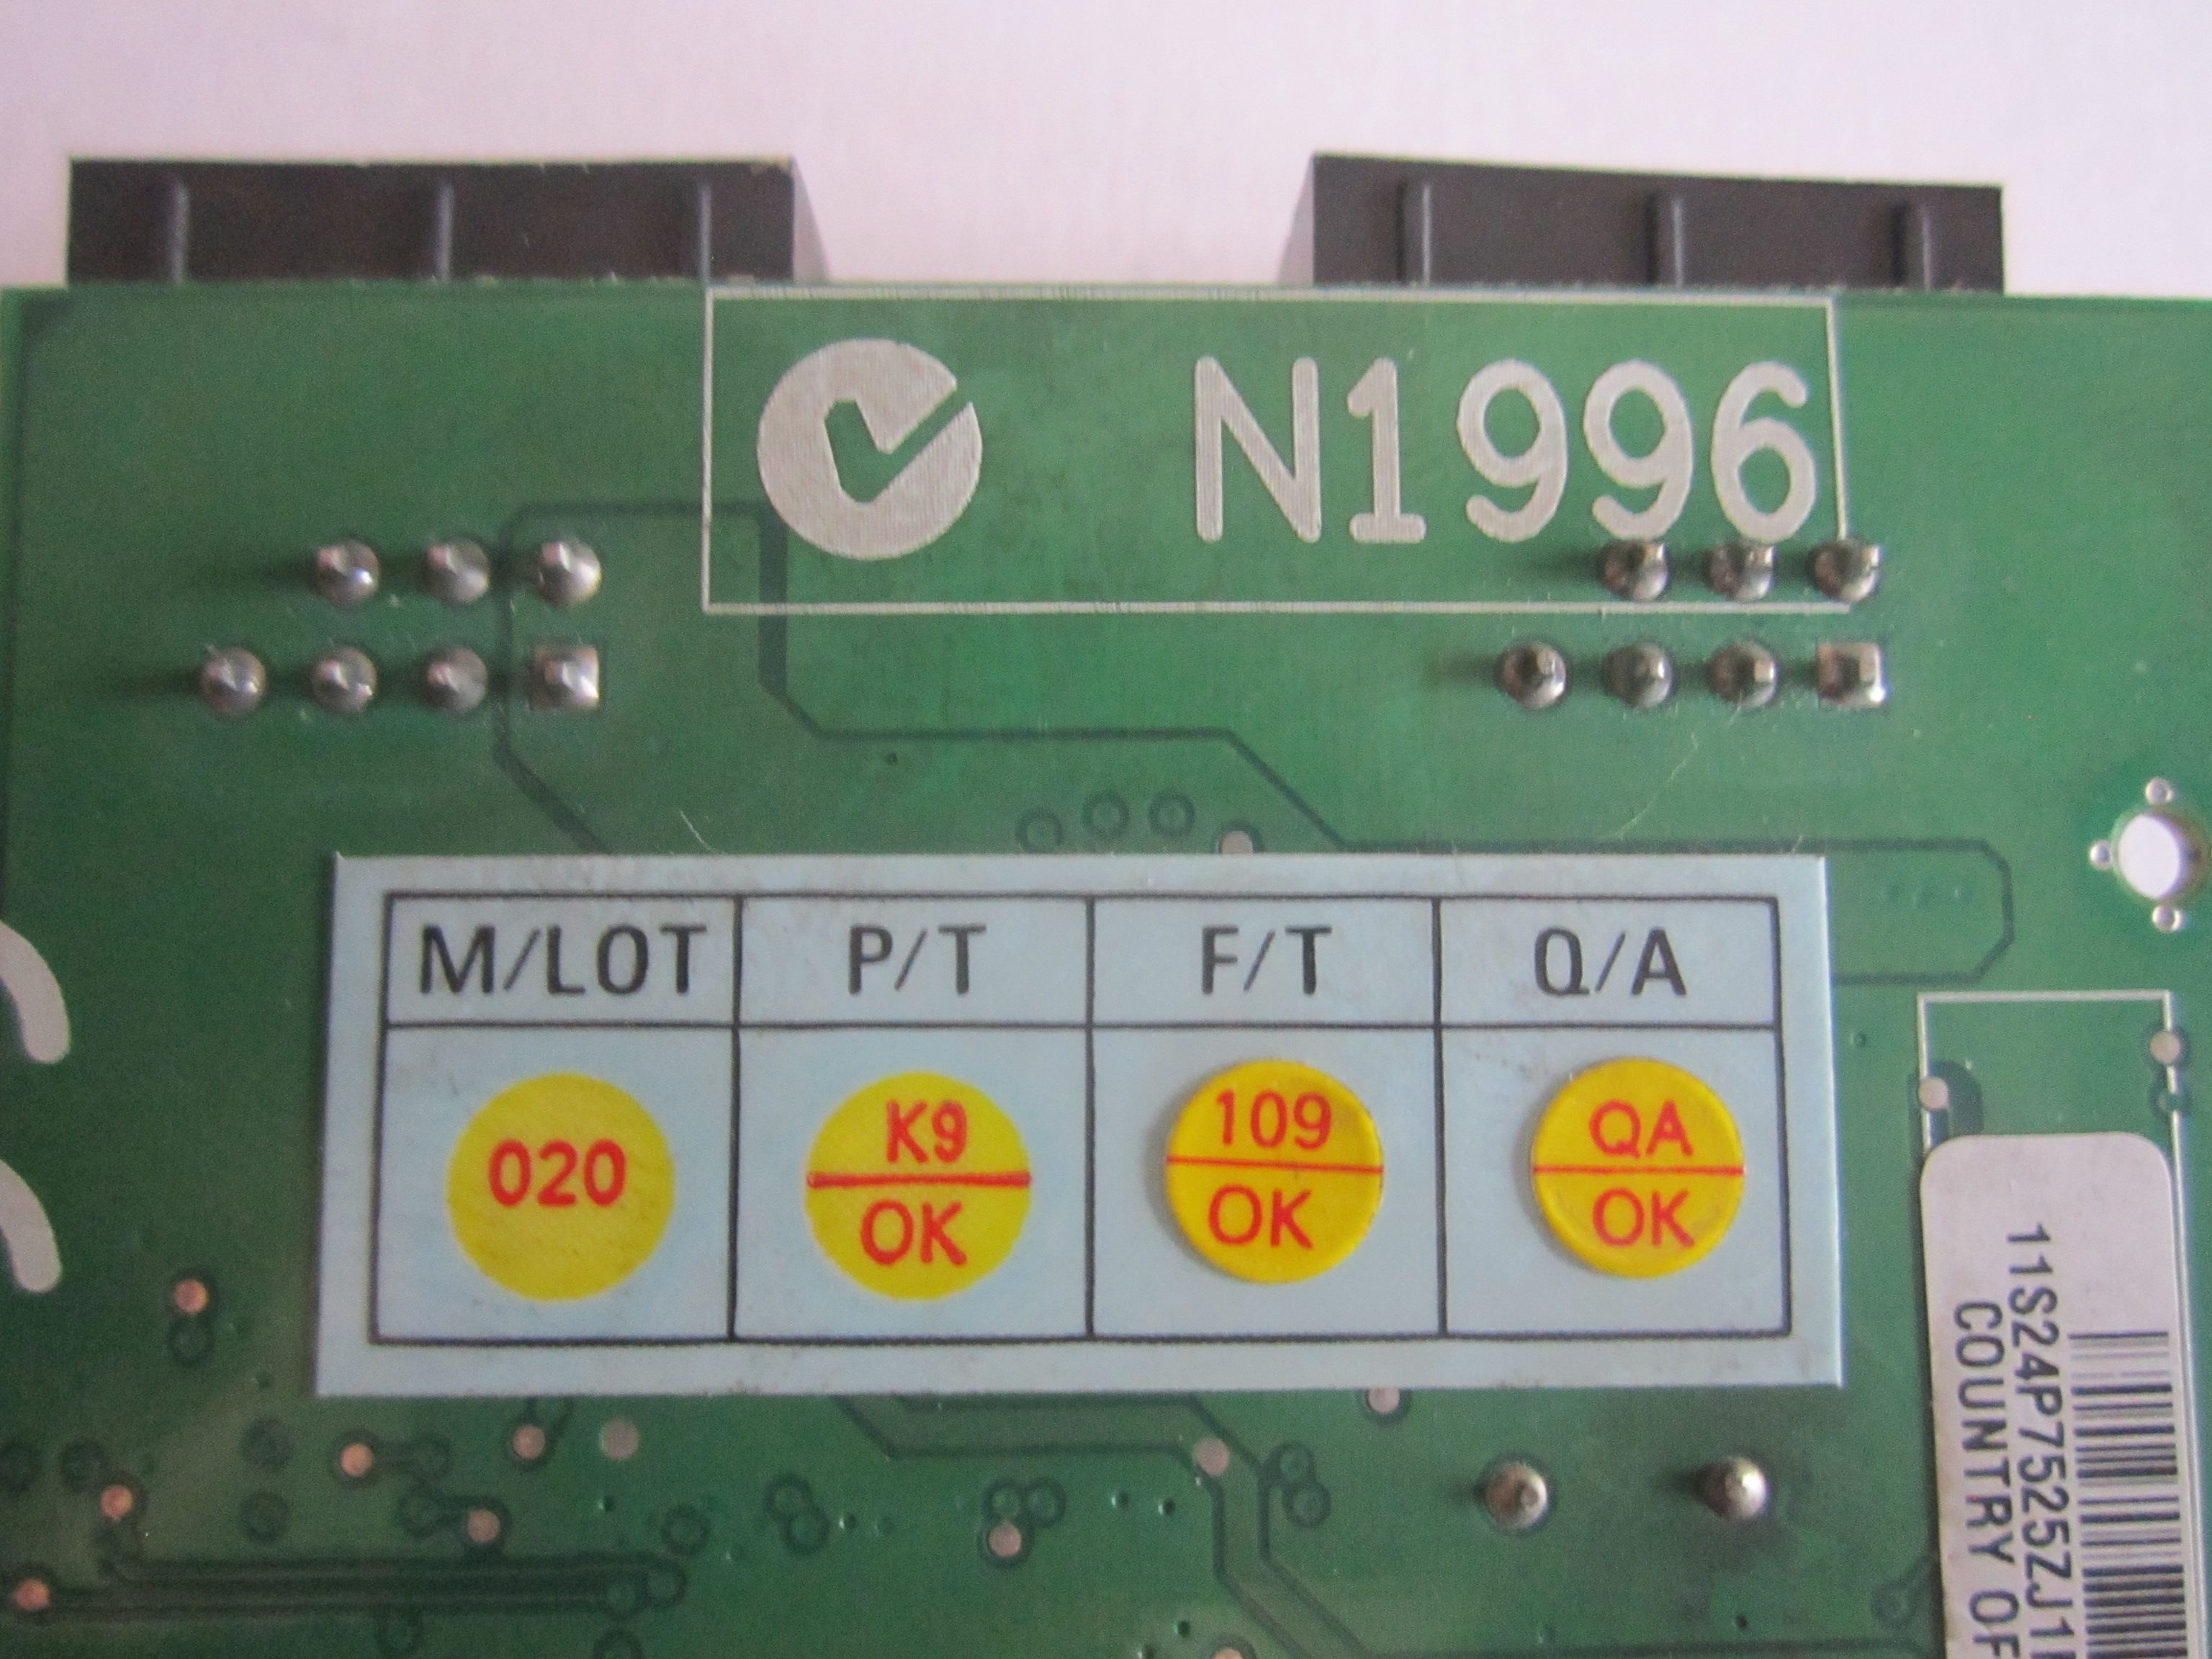 N1996
M/LOT P/T F/T Q/A
020 K9 OK 109 OK QA OK
11S24P7525ZJ1
COUNTRY OF